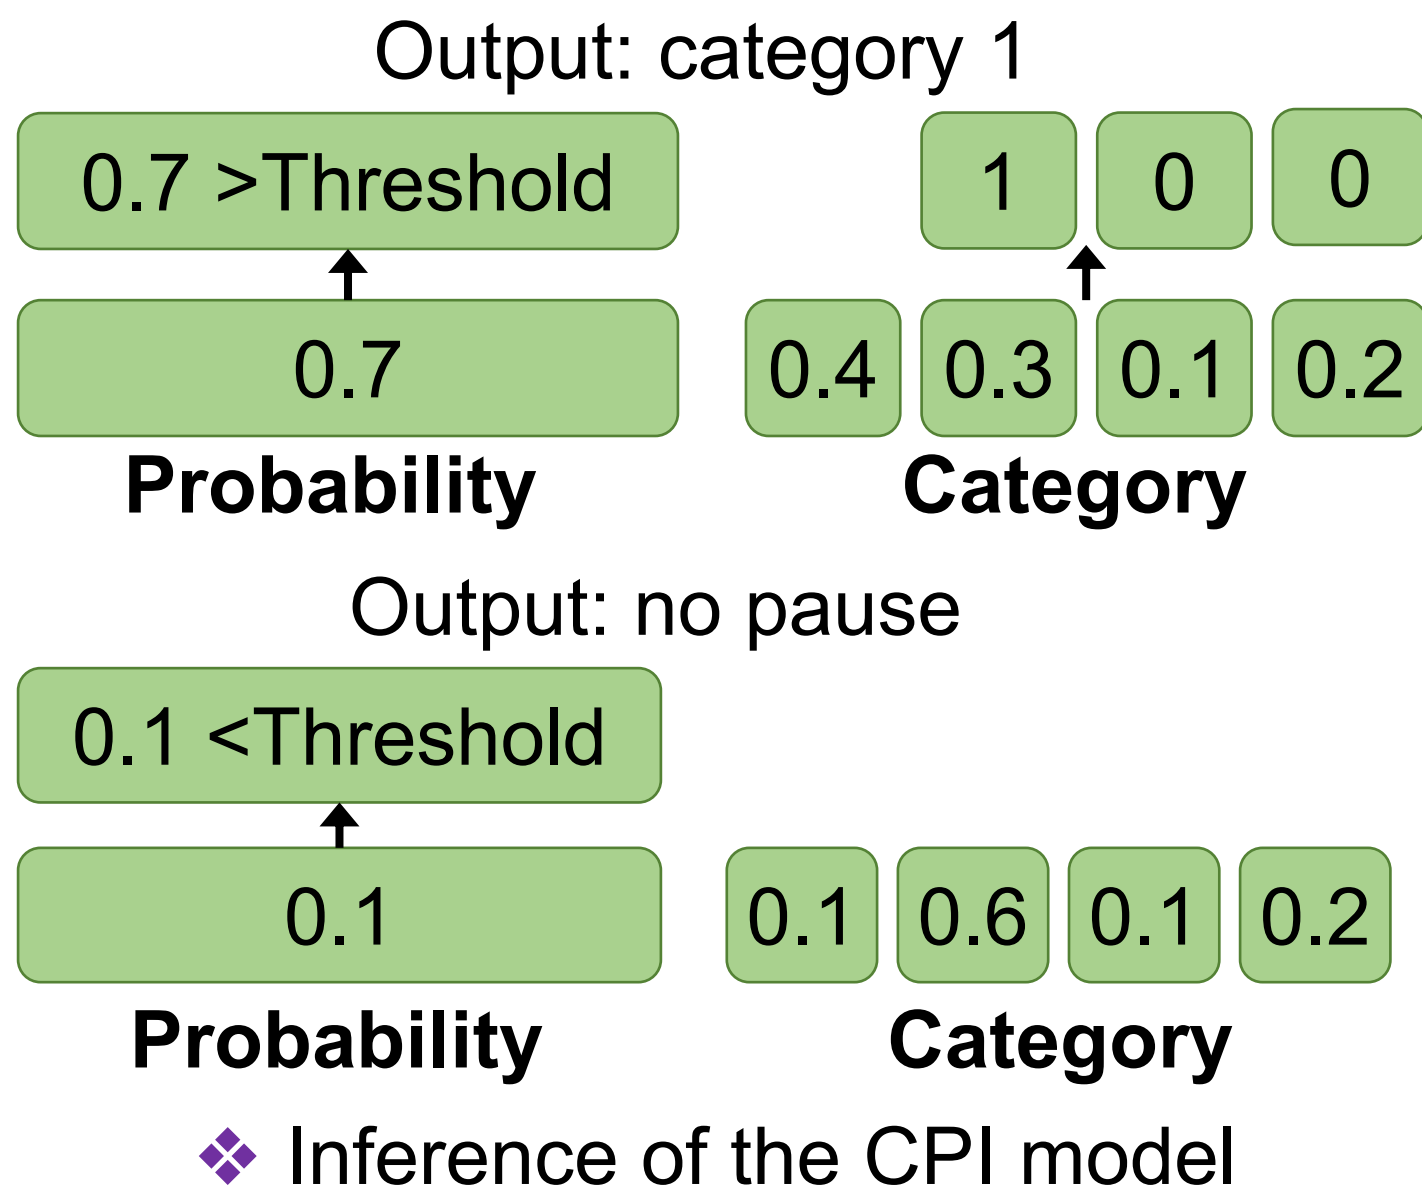 Output: category 1
0.7 >Threshold
1 0 0
0.7
0.4 0.3 0.1 0.2
Probability
Category
Output: no pause
0.1 <Threshold
0.1
0.1 0.6 0.1 0.2
Probability
Category
❖ Inference of the CPI model